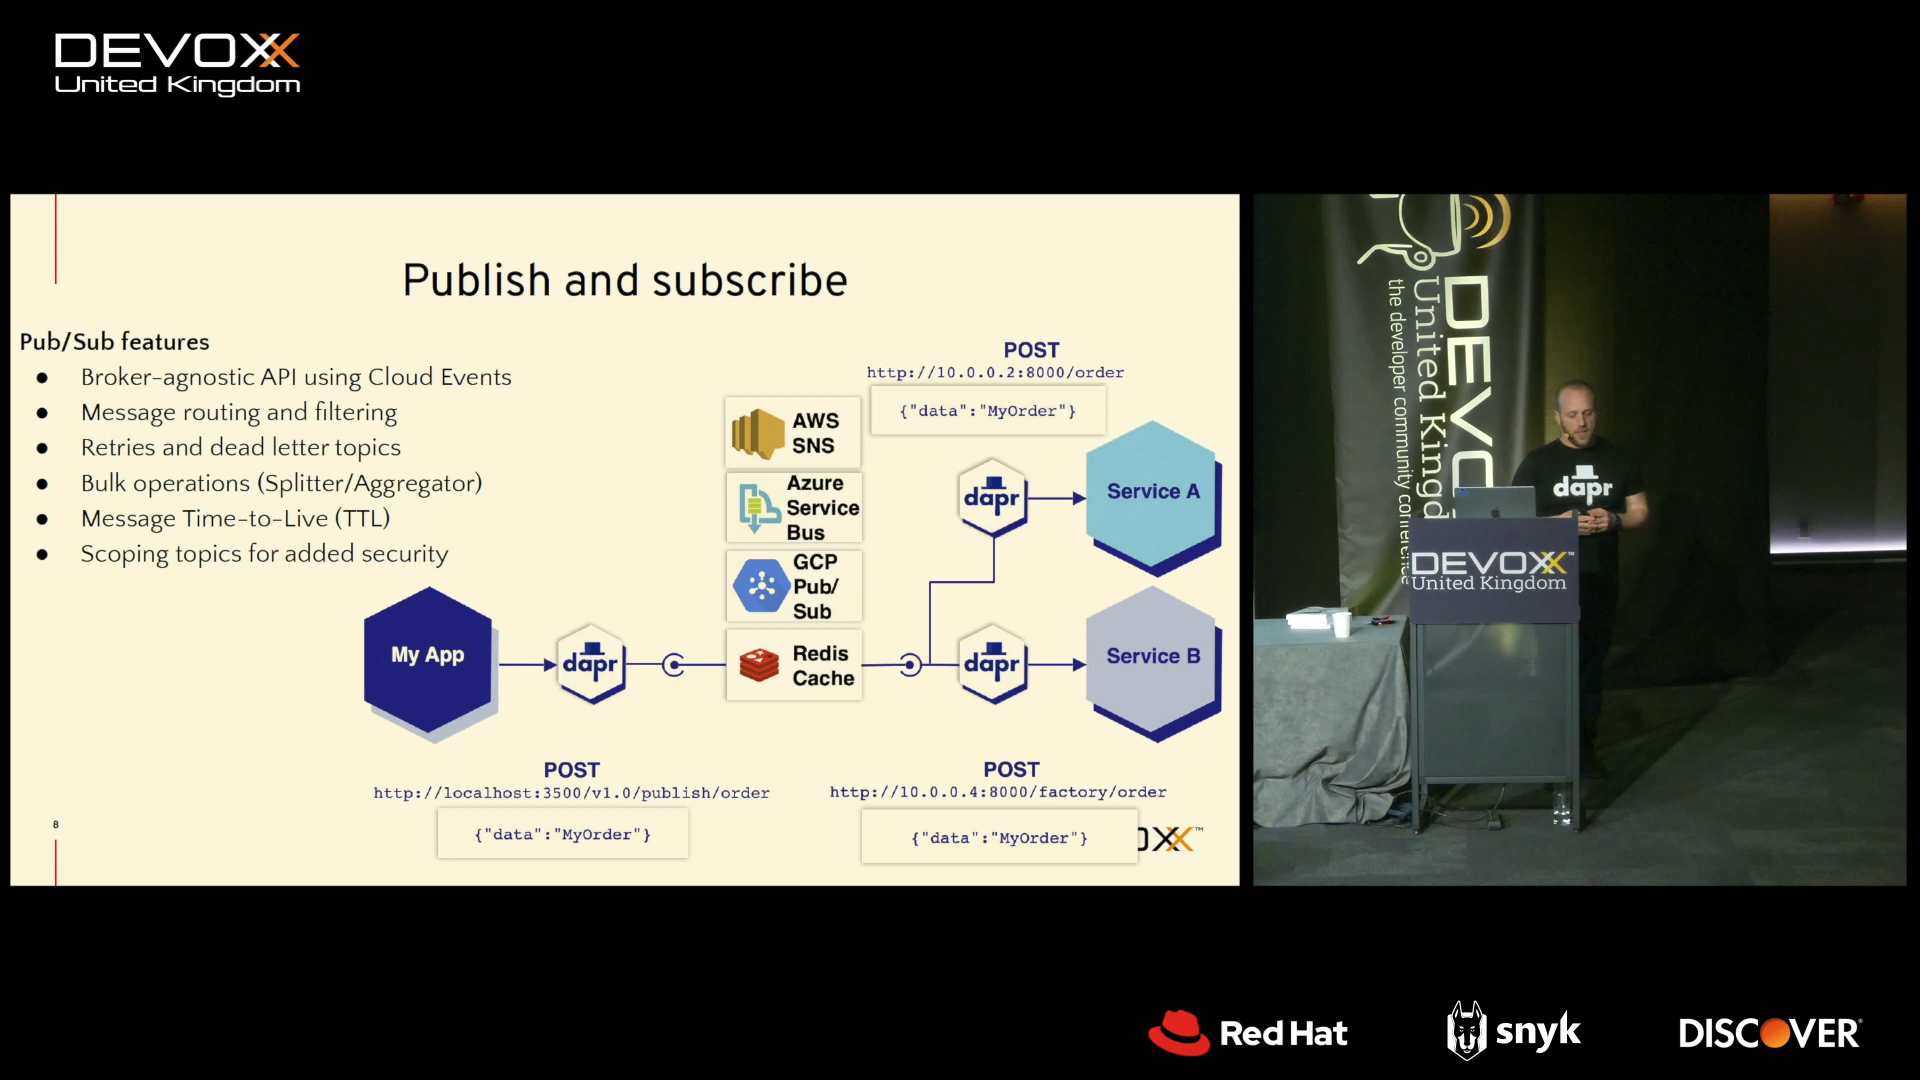 DEVOXX
United Kingdom
Publish and subscribe
Pub/Sub features
● Broker-agnostic API using Cloud Events
● Message routing and filtering
● Retries and dead letter topics
● Bulk operations (Splitter/Aggregator)
● Message Time-to-Live (TTL)
● Scoping topics for added security
POST
http://10.0.0.2:8000/order
{"data":"MyOrder"}
AWS
SNS
Azure
Service
Bus
GCP
Pub/
Sub
Redis
Cache
dapr
Service A
My App
dapr
dapr
Service B
POST
http://localhost:3500/v1.0/publish/order
{"data":"MyOrder"}
POST
http://10.0.0.4:8000/factory/order
{"data":"MyOrder"}
OXX™
8
DEVO
United Kingd
the developer community conference
dapr
DEVOXX™
United Kingdom
Red Hat
snyk
DISCOVER®